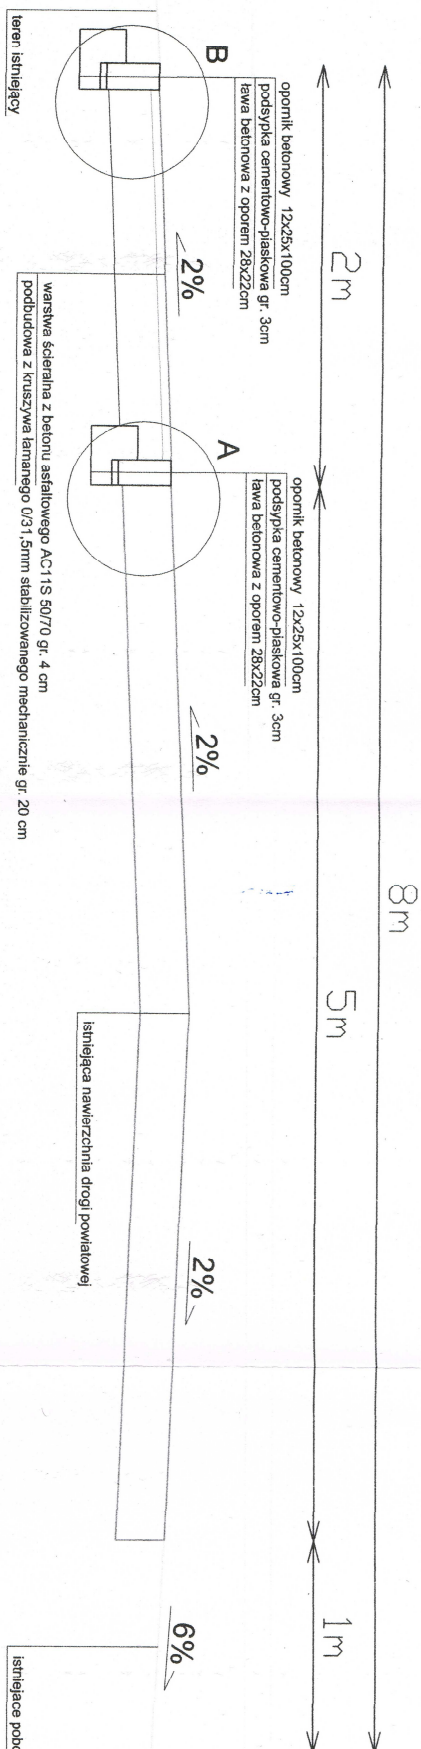 8m
2m
5m
1m
opornik betonowy 12x25x100cm
podsypka cementowo-piaskowa gr. 3cm
ława betonowa z oporem 28x22cm
opornik betonowy 12x25x100cm
podsypka cementowo-piaskowa gr. 3cm
ława betonowa z oporem 28x22cm
B
A
2%
2%
2%
6%
istniejąca nawierzchnia drogi powiatowej
warstwa ścieralna z betonu asfaltowego AC11S 50/70 gr. 4 cm
podbudowa z kruszywa łamanego 0/31,5mm stabilizowanego mechanicznie gr. 20 cm
teren istniejący
istniejace